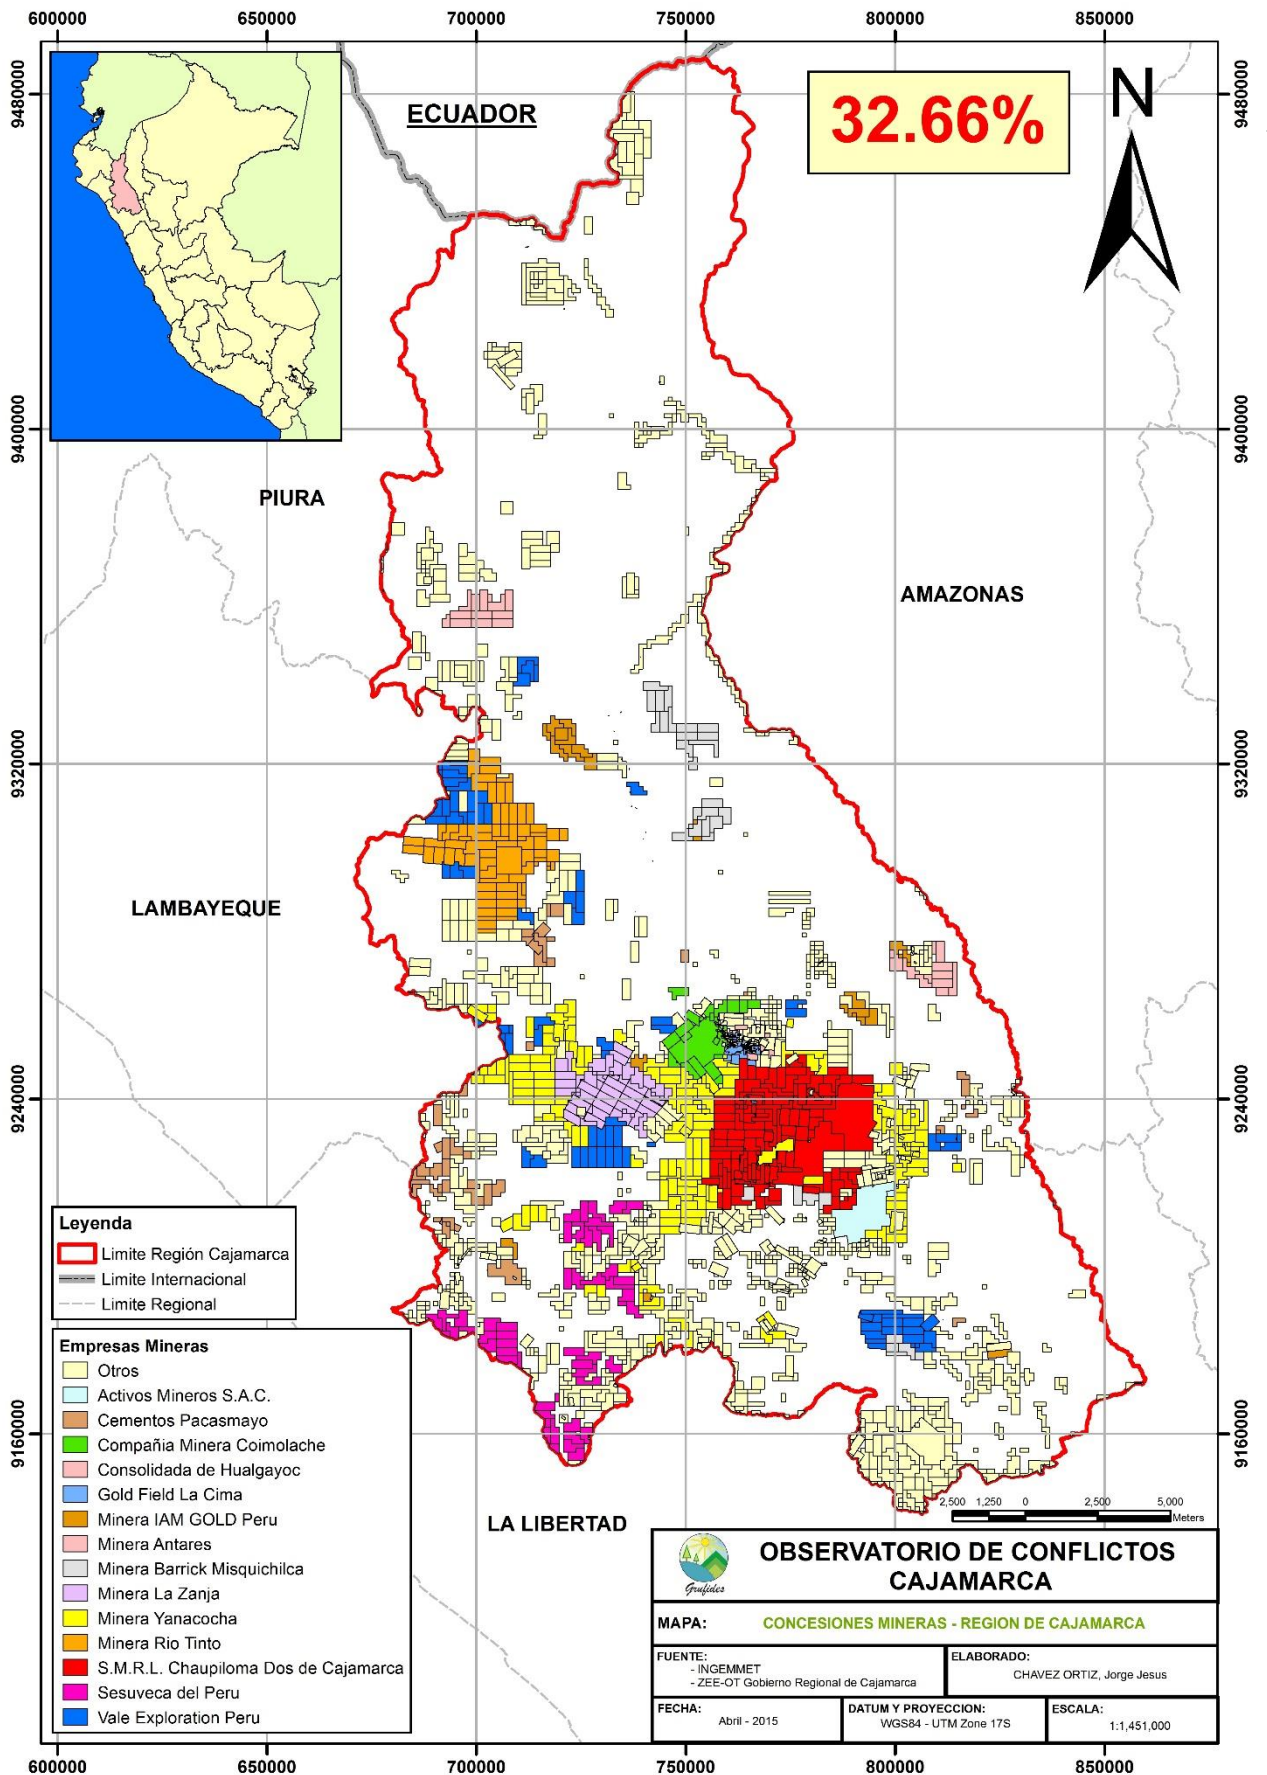 600000 650000 700000 750000 800000 850000
9480000 9480000
ECUADOR
32.66%
N
9400000 9400000
PIURA
AMAZONAS
9320000 9320000
LAMBAYEQUE
9240000 9240000
Leyenda
Limite Región Cajamarca
Limite Internacional
Limite Regional
Empresas Mineras
Otros
Activos Mineros S.A.C.
Cementos Pacasmayo
Compañia Minera Coimolache
Consolidada de Hualgayoc
Gold Field La Cima
Minera IAM GOLD Peru
Minera Antares
Minera Barrick Misquichilca
Minera La Zanja
Minera Yanacocha
Minera Rio Tinto
S.M.R.L. Chaupiloma Dos de Cajamarca
Sesuveca del Peru
Vale Exploration Peru
9160000 9160000
2,500 1,250 0 2,500 5,000
Meters
LA LIBERTAD
Grufides
OBSERVATORIO DE CONFLICTOS
CAJAMARCA
MAPA: CONCESIONES MINERAS - REGION DE CAJAMARCA
FUENTE:
- INGEMMET
- ZEE-OT Gobierno Regional de Cajamarca
ELABORADO:
CHAVEZ ORTIZ, Jorge Jesus
FECHA:
Abril - 2015
DATUM Y PROYECCION:
WGS84 - UTM Zone 17S
ESCALA:
1:1,451,000
600000 650000 700000 750000 800000 850000